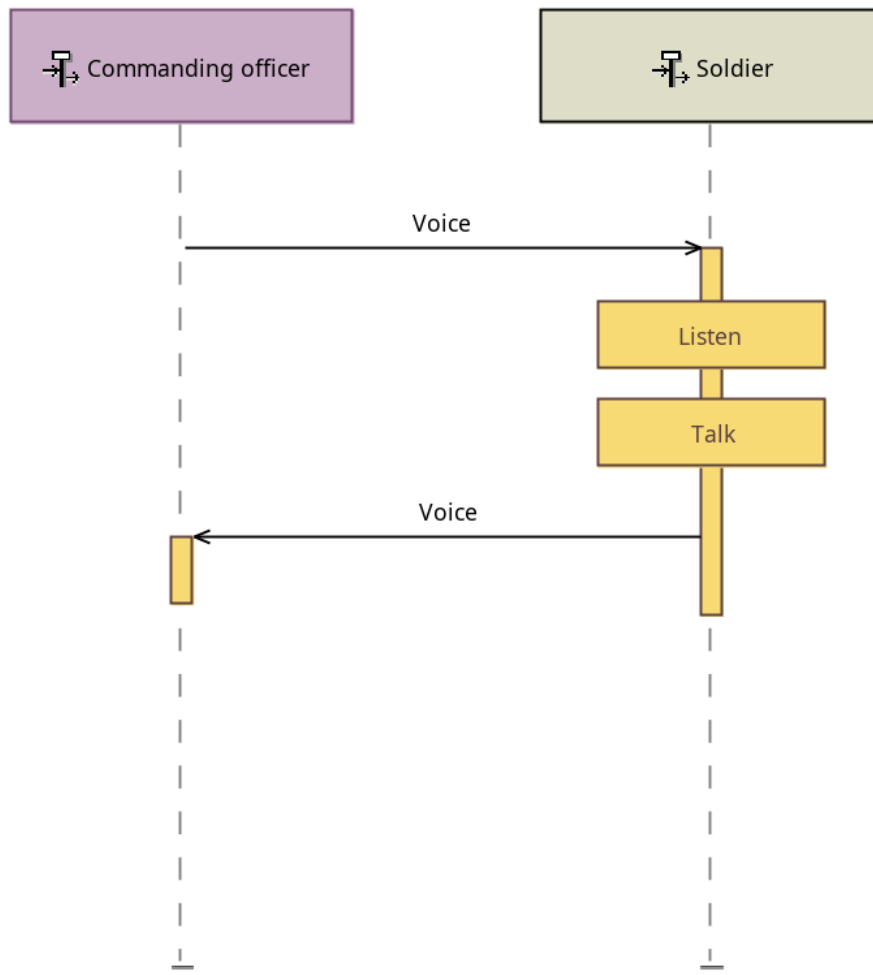 Commanding officer
Soldier
Voice
Listen
Talk
Voice